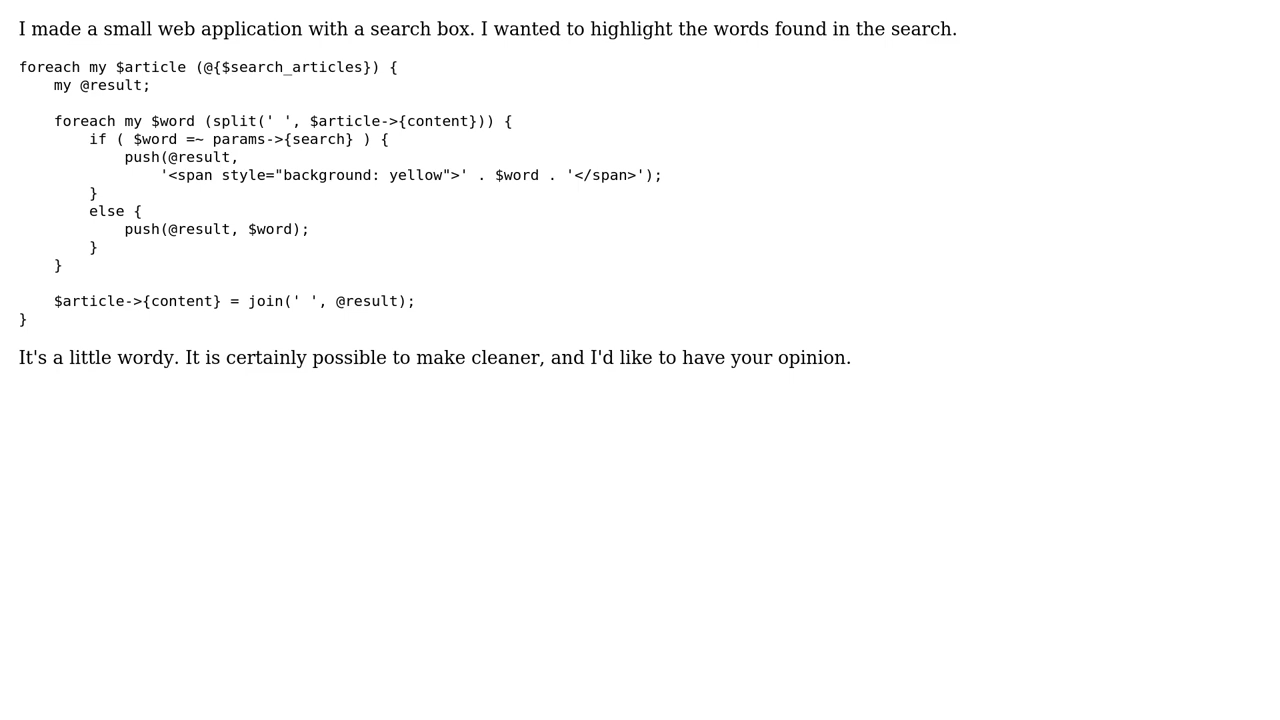 I made a small web application with a search box. I wanted to highlight the words found in the search.
foreach my $article (@{$search_articles}) {
    my @result;

    foreach my $word (split(' ', $article->{content})) {
        if ( $word =~ params->{search} ) {
            push(@result,
                '<span style="background: yellow">' . $word . '</span>');
        }
        else {
            push(@result, $word);
        }
    }

    $article->{content} = join(' ', @result);
}
It's a little wordy. It is certainly possible to make cleaner, and I'd like to have your opinion.